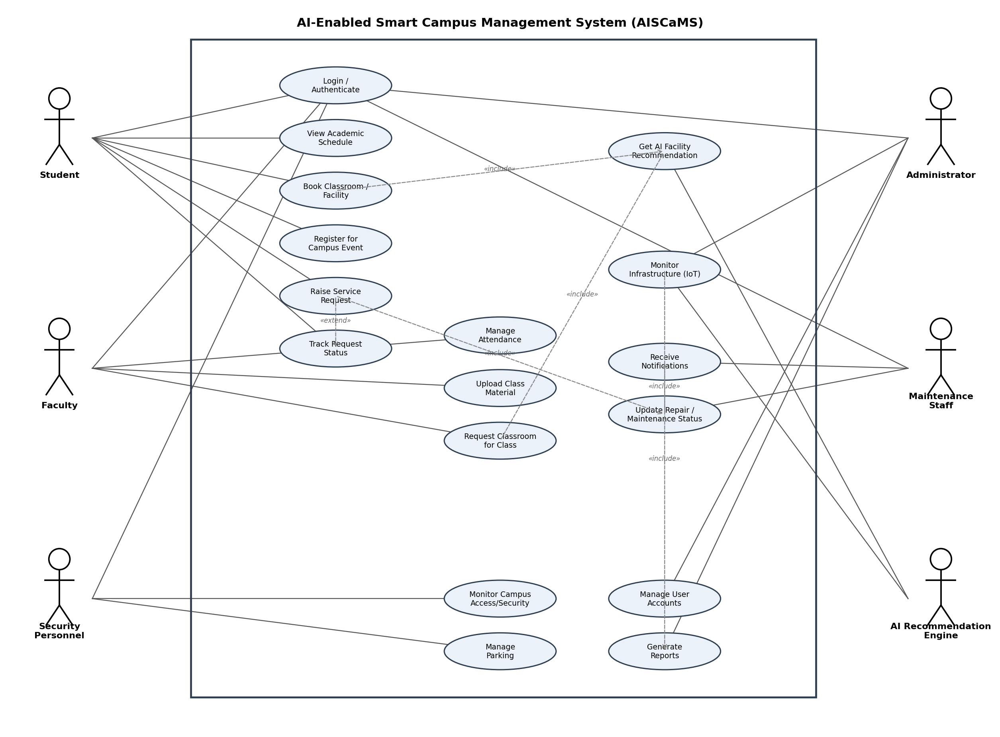 AI-Enabled Smart Campus Management System (AISCaMS)
Login /
Authenticate
View Academic
Schedule
Get AI Facility
Recommendation
«include»
Student
Administrator
Book Classroom /
Facility
Register for
Campus Event
Monitor
Infrastructure (IoT)
Raise Service
Request
«include»
«extend»
Manage
Attendance
Track Request
Status
«include»
Receive
Notifications
«include»
Upload Class
Material
Faculty
Maintenance
Staff
Update Repair /
Maintenance Status
Request Classroom
for Class
«include»
Monitor Campus
Access/Security
Manage User
Accounts
Security
Personnel
AI Recommendation
Engine
Manage
Parking
Generate
Reports